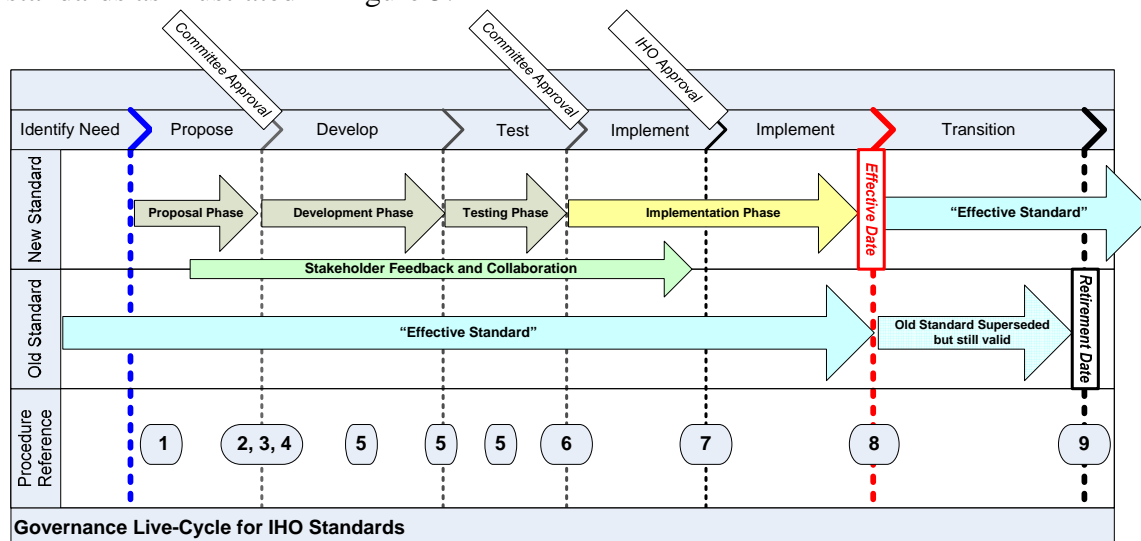 Committee Approval
Committee Approval
IHO Approval
Identify Need
Propose
Develop
Test
Implement
Implement
Transition
New Standard
Proposal Phase
Development Phase
Testing Phase
Implementation Phase
Effective Date
“Effective Standard”
Stakeholder Feedback and Collaboration
Old Standard
“Effective Standard”
Old Standard Superseded
but still valid
Retirement Date
Procedure
Reference
1
2, 3, 4
5
5
5
6
7
8
9
Governance Live-Cycle for IHO Standards